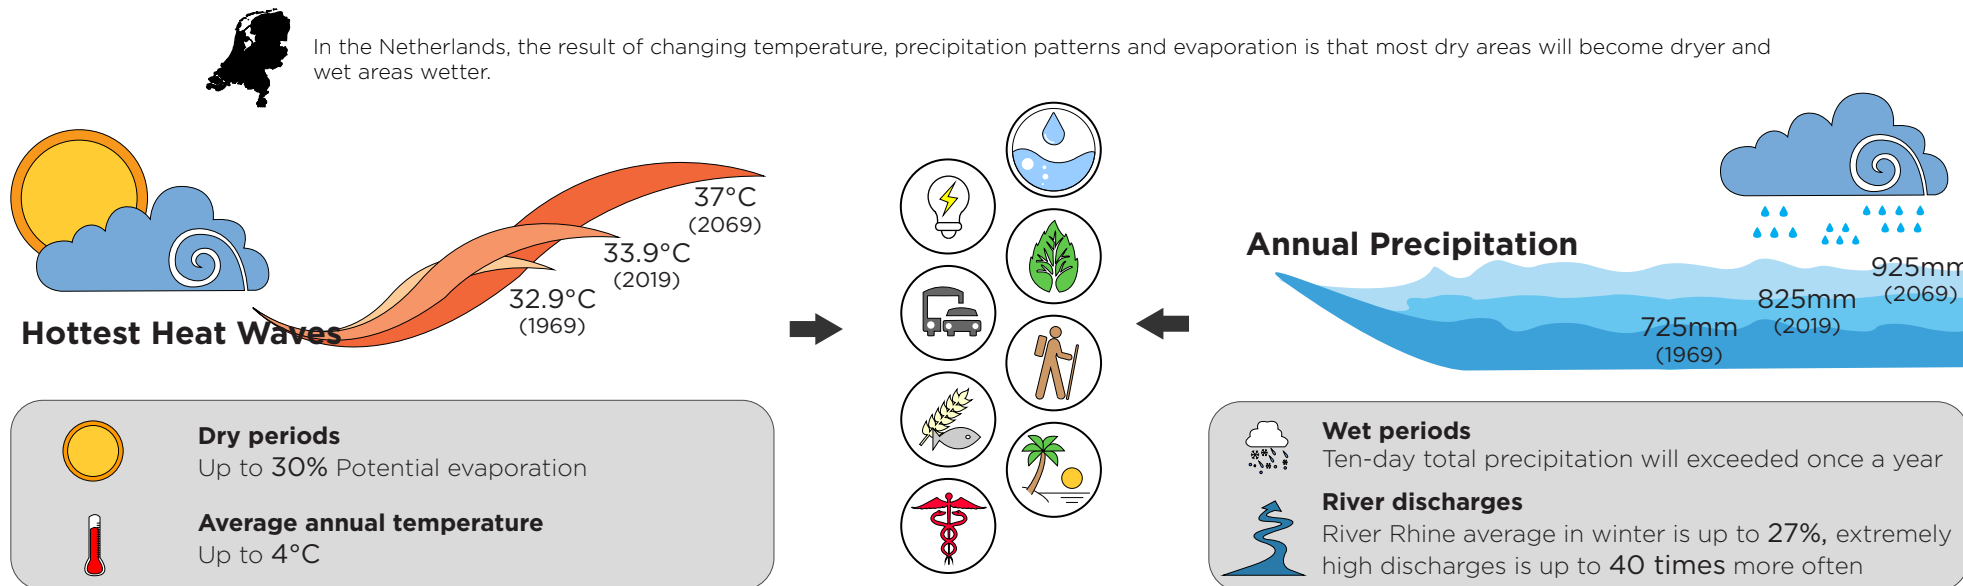 In the Netherlands, the result of changing temperature, precipitation patterns and evaporation is that most dry areas will become dryer and
wet areas wetter.
37°C
(2069)
33.9°C
(2019)
32.9°C
(1969)
Hottest Heat Waves
Annual Precipitation
925mm
(2069)
825mm
(2019)
725mm
(1969)
Dry periods
Up to 30% Potential evaporation
Average annual temperature
Up to 4°C
Wet periods
Ten-day total precipitation will exceeded once a year
River discharges
River Rhine average in winter is up to 27%, extremely
high discharges is up to 40 times more often